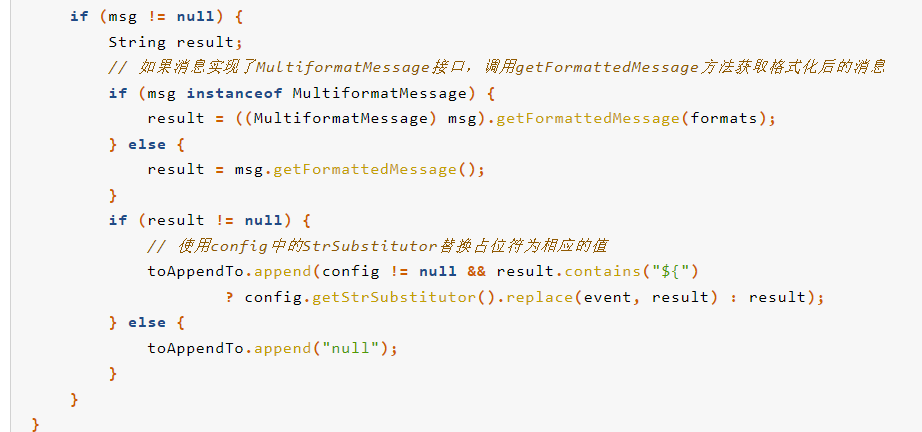 if (msg != null) {
String result;
// 如果消息实现了MultiformatMessage接口，调用getFormattedMessage方法获取格式化后的消息
if (msg instanceof MultiformatMessage) {
result = ((MultiformatMessage) msg).getFormattedMessage(formats);
} else {
result = msg.getFormattedMessage();
}
if (result != null) {
// 使用config中的StrSubstitutor替换占位符为相应的值
toAppendTo.append(config != null && result.contains("${")
? config.getStrSubstitutor().replace(event, result) : result);
} else {
toAppendTo.append("null");
}
}
}